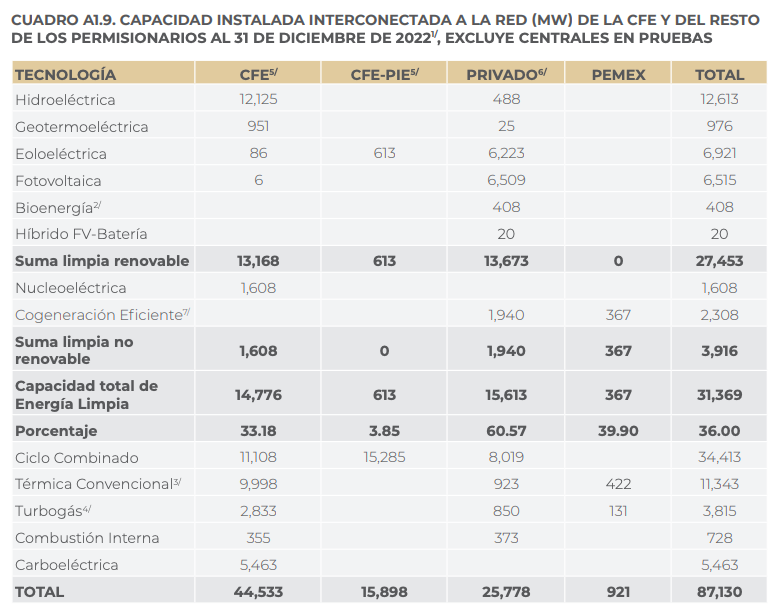 CUADRO A1.9. CAPACIDAD INSTALADA INTERCONECTADA A LA RED (MW) DE LA CFE Y DEL RESTO
DE LOS PERMISIONARIOS AL 31 DE DICIEMBRE DE 2022¹/, EXCLUYE CENTRALES EN PRUEBAS
TECNOLOGÍA CFE⁵/ CFE-PIE⁵/ PRIVADO⁶/ PEMEX TOTAL
Hidroeléctrica 12,125 488 12,613
Geotermoeléctrica 951 25 976
Eoloeléctrica 86 613 6,223 6,921
Fotovoltaica 6 6,509 6,515
Bioenergía²/ 408 408
Híbrido FV-Batería 20 20
Suma limpia renovable 13,168 613 13,673 0 27,453
Nucleoeléctrica 1,608 1,608
Cogeneración Eficiente⁷/ 1,940 367 2,308
Suma limpia no
renovable 1,608 0 1,940 367 3,916
Capacidad total de
Energía Limpia 14,776 613 15,613 367 31,369
Porcentaje 33.18 3.85 60.57 39.90 36.00
Ciclo Combinado 11,108 15,285 8,019 34,413
Térmica Convencional³/ 9,998 923 422 11,343
Turbogás⁴/ 2,833 850 131 3,815
Combustión Interna 355 373 728
Carboeléctrica 5,463 5,463
TOTAL 44,533 15,898 25,778 921 87,130